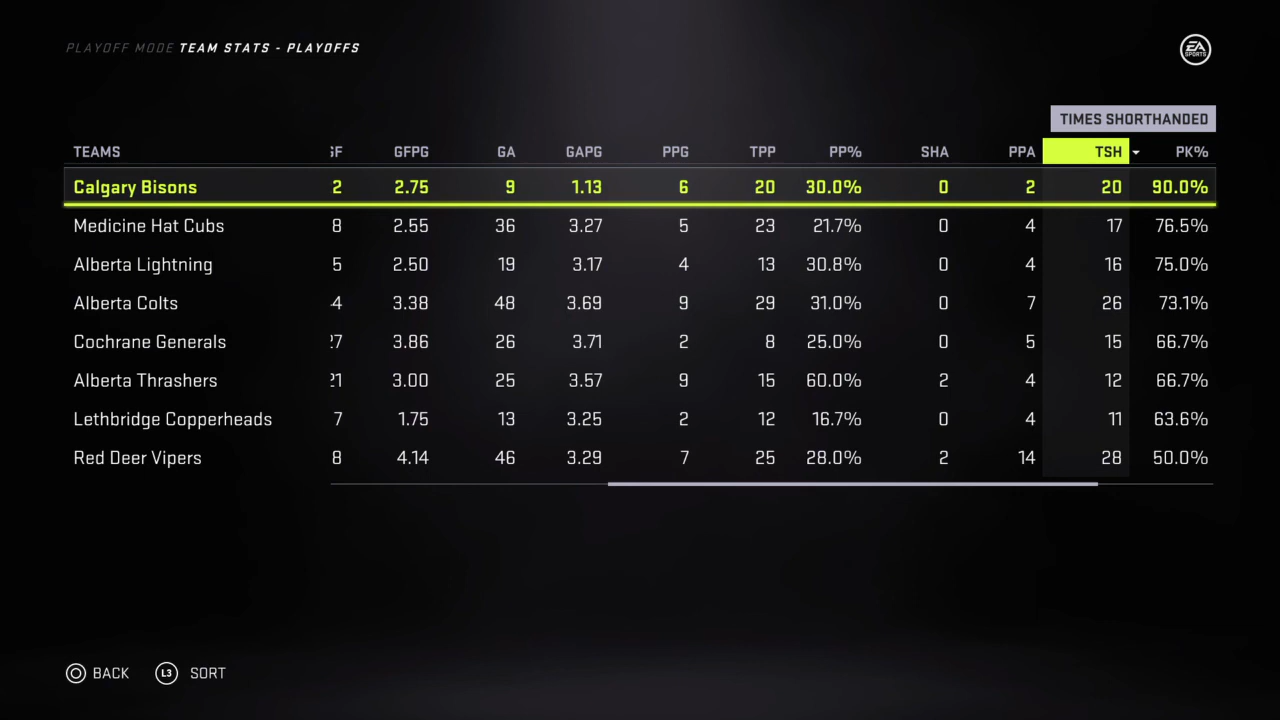 PLAYOFF MODE TEAM STATS - PLAYOFFS
EA SPORTS
TIMES SHORTHANDED
TEAMS GFPG GA GAPG PPG TPP PP% SHA PPA TSH PK%
Calgary Bisons 2 2.75 9 1.13 6 20 30.0% 0 2 20 90.0%
Medicine Hat Cubs 8 2.55 36 3.27 5 23 21.7% 0 4 17 76.5%
Alberta Lightning 5 2.50 19 3.17 4 13 30.8% 0 4 16 75.0%
Alberta Colts 4 3.38 48 3.69 9 29 31.0% 0 7 26 73.1%
Cochrane Generals 27 3.86 26 3.71 2 8 25.0% 0 5 15 66.7%
Alberta Thrashers 21 3.00 25 3.57 9 15 60.0% 2 4 12 66.7%
Lethbridge Copperheads 7 1.75 13 3.25 2 12 16.7% 0 4 11 63.6%
Red Deer Vipers 8 4.14 46 3.29 7 25 28.0% 2 14 28 50.0%
BACK L3 SORT